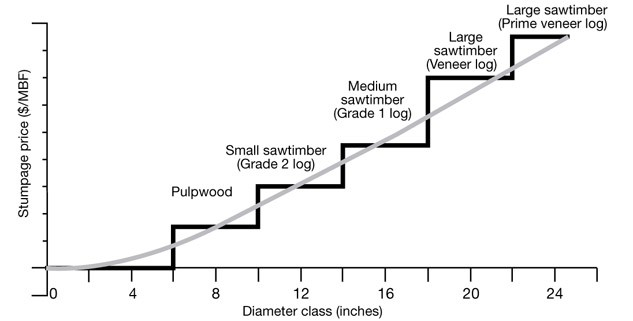 Large sawtimber
(Prime veneer log)
Large
sawtimber
(Veneer log)
Medium
sawtimber
(Grade 1 log)
Small sawtimber
(Grade 2 log)
Pulpwood
Stumpage price ($/MBF)
0 4 8 12 16 20 24
Diameter class (inches)